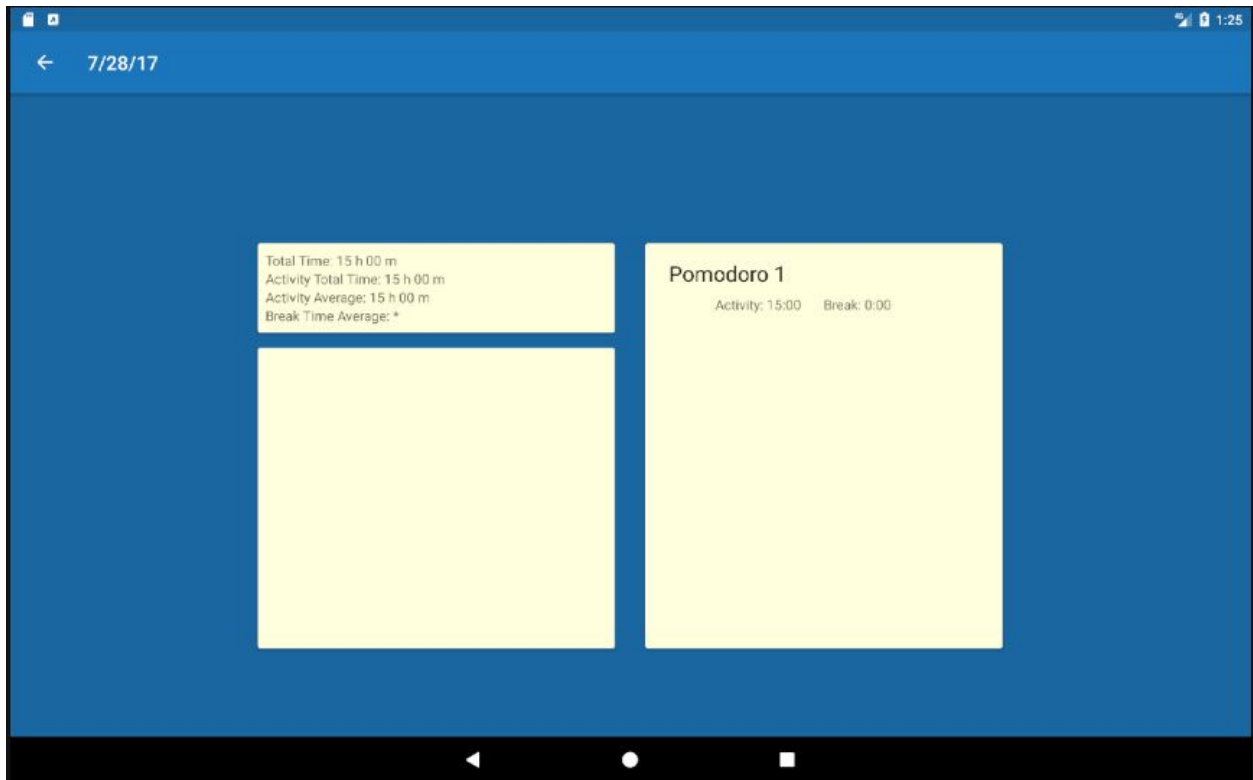 1:25
7/28/17
Total Time: 15 h 00 m
Activity Total Time: 15 h 00 m
Activity Average: 15 h 00 m
Break Time Average: *
Pomodoro 1
Activity: 15:00 Break: 0:00